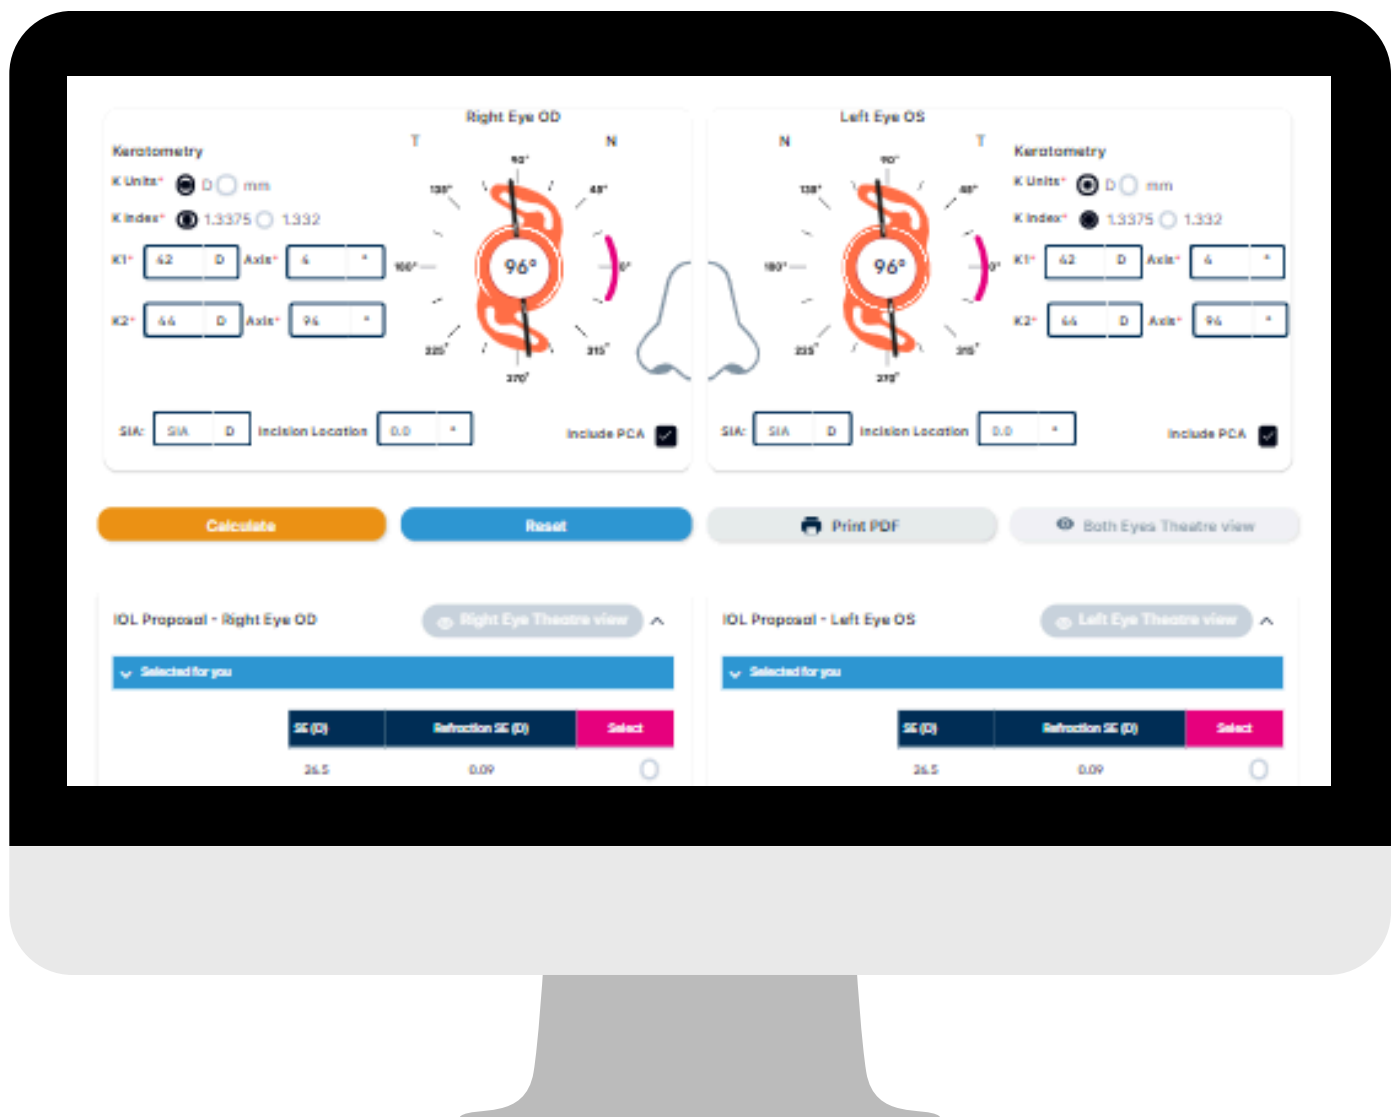 Right Eye OD
T
N
Keratometry
K Units*
D
mm
K Index*
1.3375
1.332
K1*
42
D
Axis*
6
°
K2*
44
D
Axis*
96
°
90°
45°
0°
315°
270°
225°
180°
96°
SIA:
SIA
D
Incision Location
0.0
°
Include PCA
Left Eye OS
N
T
90°
45°
0°
315°
270°
225°
180°
96°
Keratometry
K Units*
D
mm
K Index*
1.3375
1.332
K1*
42
D
Axis*
6
°
K2*
44
D
Axis*
96
°
SIA:
SIA
D
Incision Location
0.0
°
Include PCA
Calculate
Reset
Print PDF
Both Eyes Theatre view
IOL Proposal - Right Eye OD
Right Eye Theatre view
Selected for you
SE (D)
Refraction SE (D)
Select
26.5
0.09
IOL Proposal - Left Eye OS
Left Eye Theatre view
Selected for you
SE (D)
Refraction SE (D)
Select
26.5
0.09